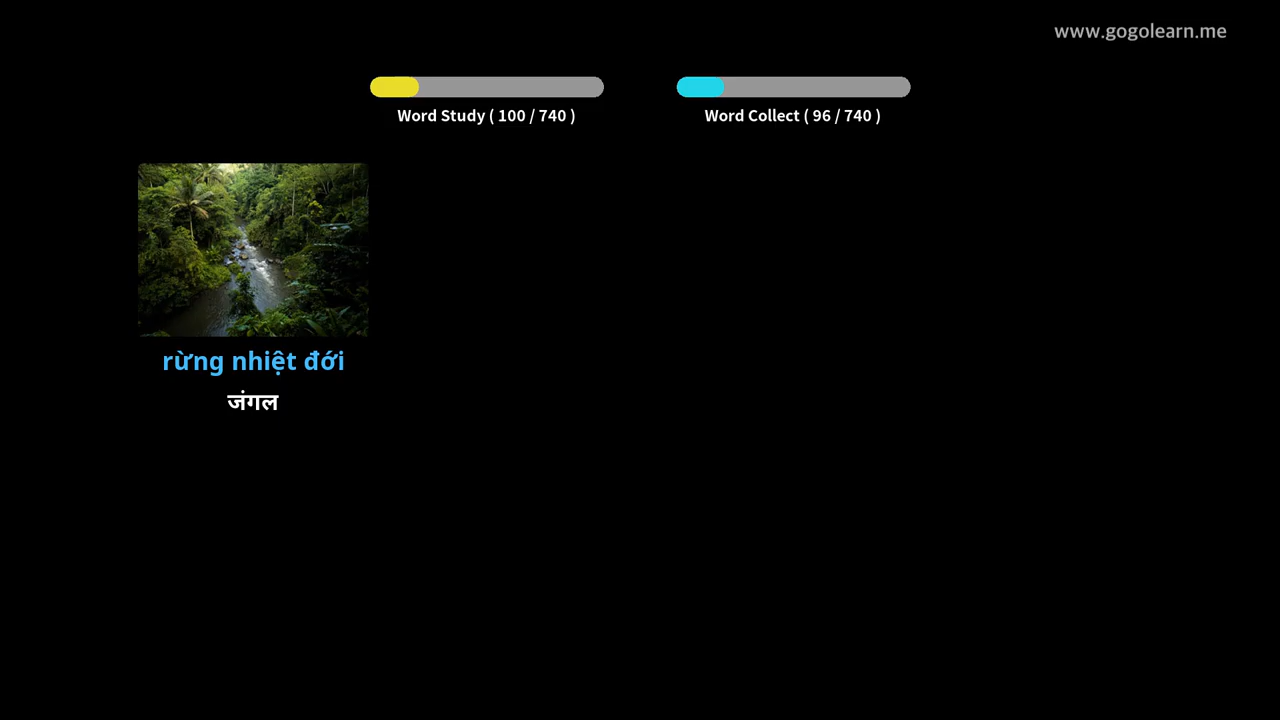 www.gogolearn.me
Word Study ( 100 / 740 )
Word Collect ( 96 / 740 )
rừng nhiệt đới
जंगल